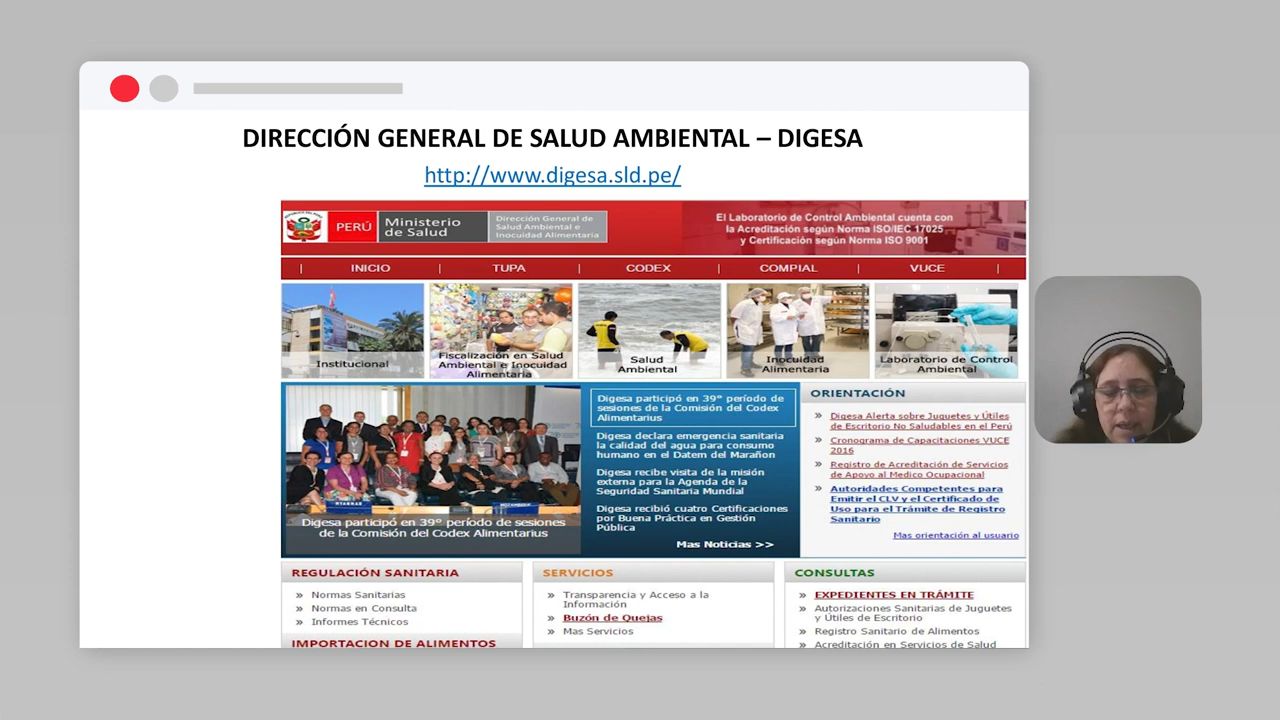 DIRECCIÓN GENERAL DE SALUD AMBIENTAL – DIGESA
http://www.digesa.sld.pe/
PERÚ
Ministerio
de Salud
Dirección General de
Salud Ambiental e
Inocuidad Alimentaria
El Laboratorio de Control Ambiental cuenta con
la Acreditación según Norma ISO/IEC 17025
y Certificación según Norma ISO 9001
INICIO
TUPA
CODEX
COMPIAL
VUCE
Institucional
Fiscalización en Salud
Ambiental e Inocuidad
Alimentaria
Salud
Ambiental
Inocuidad
Alimentaria
Laboratorio de Control
Ambiental
Digesa participó en 39° período de sesiones
de la Comisión del Codex Alimentarius
Digesa participó en 39° período de
sesiones de la Comisión del Codex
Alimentarius
Digesa declara emergencia sanitaria
la calidad del agua para consumo
humano en el Datem del Marañon
Digesa recibe visita de la misión
externa para la Agenda de la
Seguridad Sanitaria Mundial
Digesa recibió cuatro Certificaciones
por Buena Práctica en Gestión
Pública
Mas Noticias >>
ORIENTACIÓN
» Digesa Alerta sobre Juguetes y Útiles
de Escritorio No Saludables en el Perú
» Cronograma de Capacitaciones VUCE
2016
» Registro de Acreditación de Servicios
de Apoyo al Medico Ocupacional
» Autoridades Competentes para
Emitir el CLV y el Certificado de
Uso para el Trámite de Registro
Sanitario
Mas orientación al usuario
REGULACIÓN SANITARIA
» Normas Sanitarias
» Normas en Consulta
» Informes Técnicos
IMPORTACION DE ALIMENTOS
SERVICIOS
» Transparencia y Acceso a la
Información
» Buzón de Quejas
» Mas Servicios
CONSULTAS
» EXPEDIENTES EN TRÁMITE
» Autorizaciones Sanitarias de Juguetes
y Útiles de Escritorio
» Registro Sanitario de Alimentos
» Acreditación en Servicios de Salud